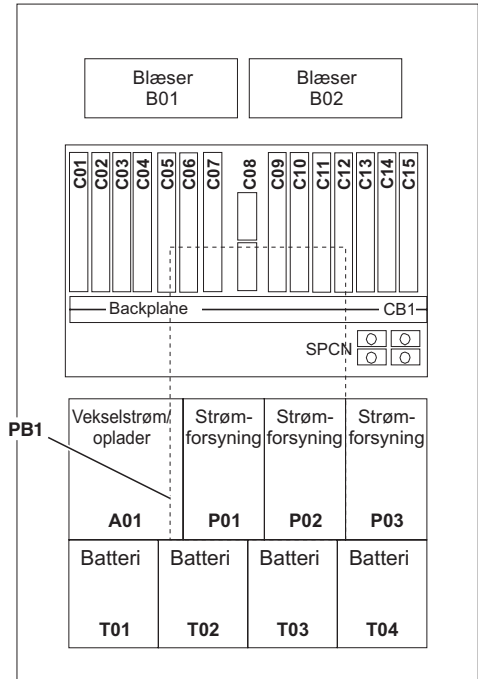 Blæser
B01
Blæser
B02
C01 C02 C03 C04 C05 C06 C07 C08 C09 C10 C11 C12 C13 C14 C15
Backplane
CB1
SPCN
PB1
Vekselstrøm/
oplader
A01
Strøm-
forsyning
P01
Strøm-
forsyning
P02
Strøm-
forsyning
P03
Batteri
T01
Batteri
T02
Batteri
T03
Batteri
T04